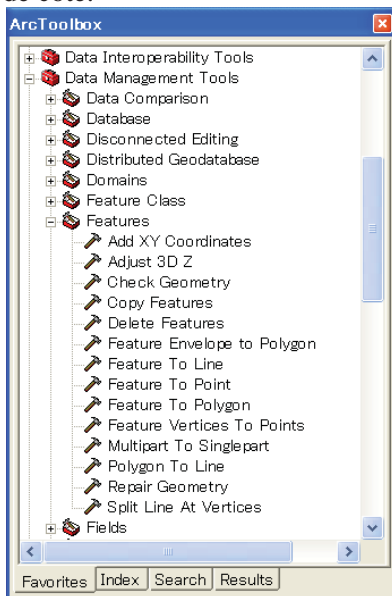 ArcToolbox
Data Interoperability Tools
Data Management Tools
Data Comparison
Database
Disconnected Editing
Distributed Geodatabase
Domains
Feature Class
Features
Add XY Coordinates
Adjust 3D Z
Check Geometry
Copy Features
Delete Features
Feature Envelope to Polygon
Feature To Line
Feature To Point
Feature To Polygon
Feature Vertices To Points
Multipart To Singlepart
Polygon To Line
Repair Geometry
Split Line At Vertices
Fields
Favorites Index Search Results